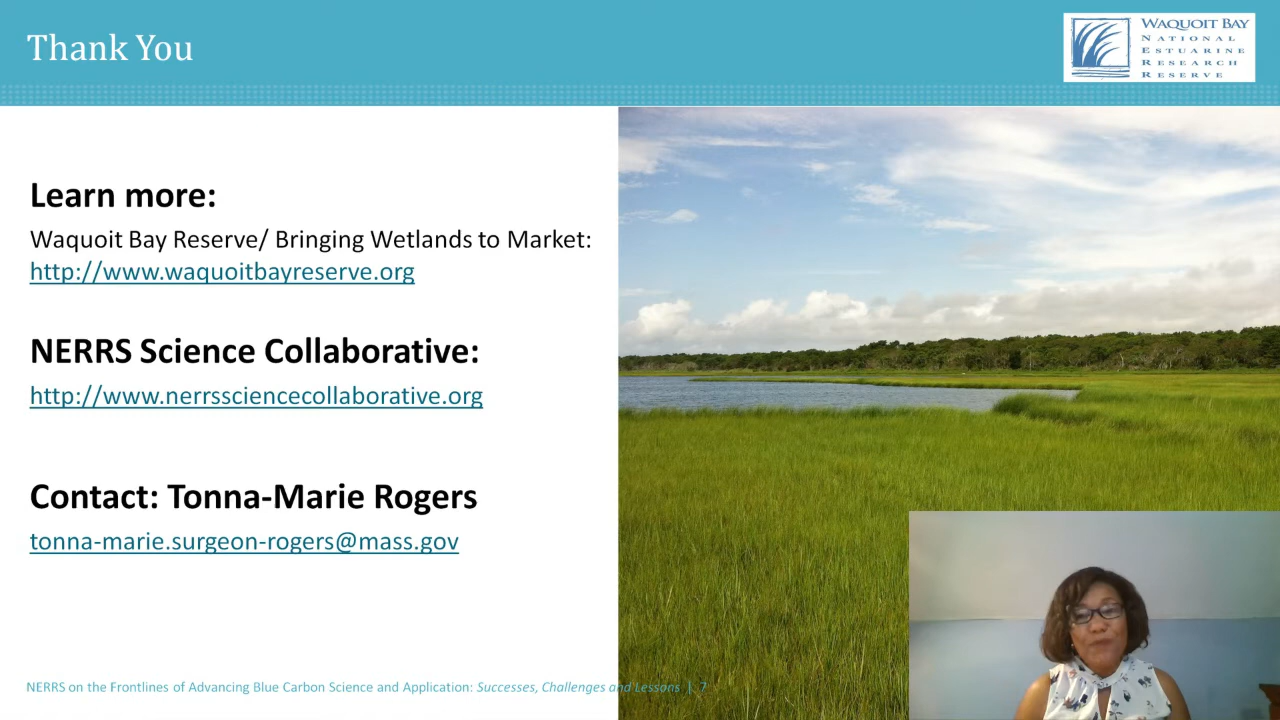 Thank You
WAQUOIT BAY
NATIONAL
ESTUARINE
RESEARCH
RESERVE
Learn more:
Waquoit Bay Reserve/ Bringing Wetlands to Market:
http://www.waquoitbayreserve.org
NERRS Science Collaborative:
http://www.nerrssciencecollaborative.org
Contact: Tonna-Marie Rogers
tonna-marie.surgeon-rogers@mass.gov
NERRS on the Frontlines of Advancing Blue Carbon Science and Application: Successes, Challenges and Lessons | 7